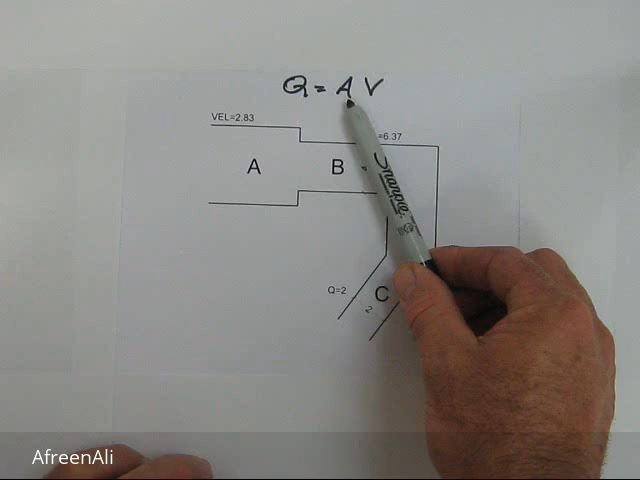 Q = A V
VEL=2.83
=6.37
A
B
Sharpie
Q=2
C
2
AfreenAli